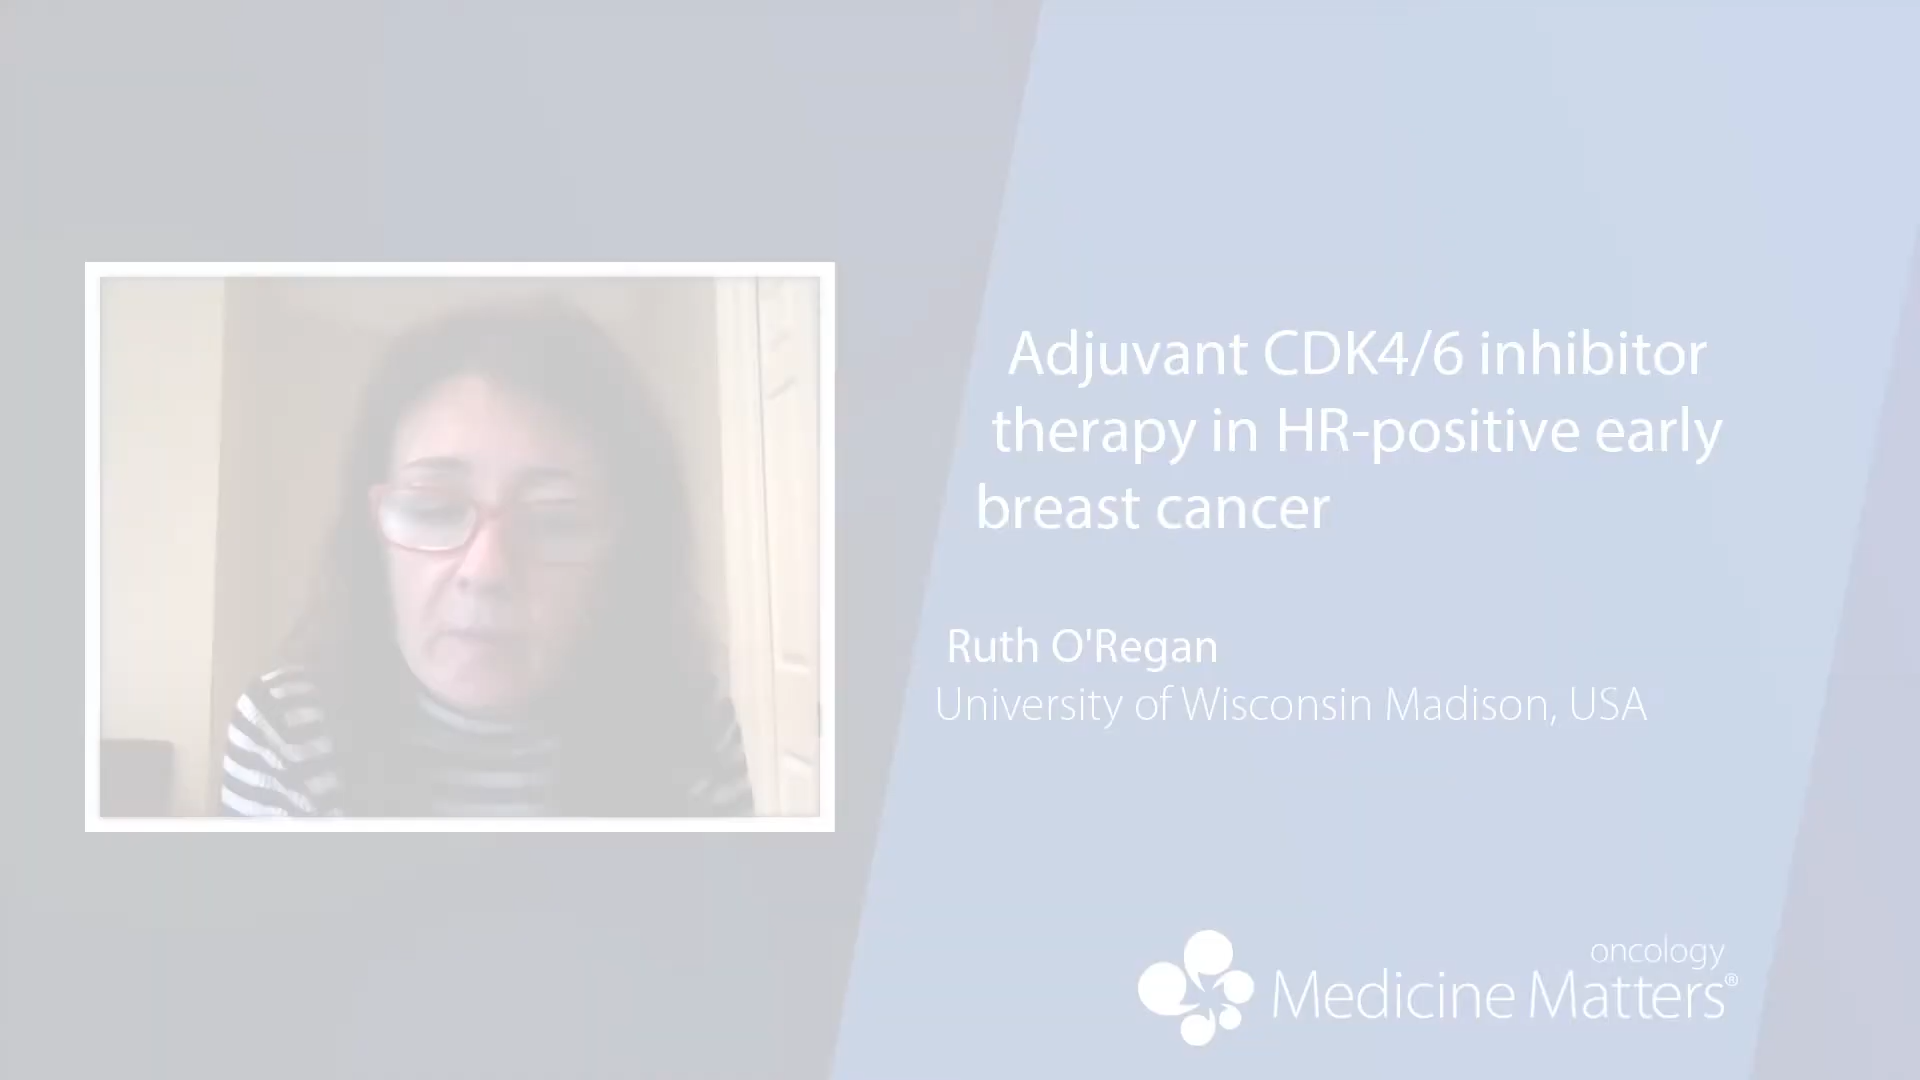 Adjuvant CDK4/6 inhibitor
therapy in HR-positive early
breast cancer
Ruth O'Regan
University of Wisconsin Madison, USA
oncology
Medicine Matters®